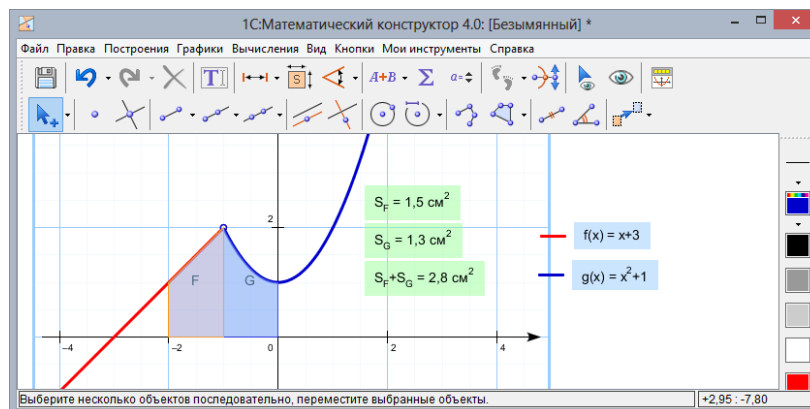 1С:Математический конструктор 4.0: [Безымянный] *
Файл Правка Построения Графики Вычисления Вид Кнопки Мои инструменты Справка
T
S
A+B
Σ
a=
2
S_F = 1,5 см²
S_G = 1,3 см²
f(x) = x+3
F
G
S_F+S_G = 2,8 см²
g(x) = x²+1
−4
−2
0
2
4
Выберите несколько объектов последовательно, переместите выбранные объекты.
+2,95 : -7,80